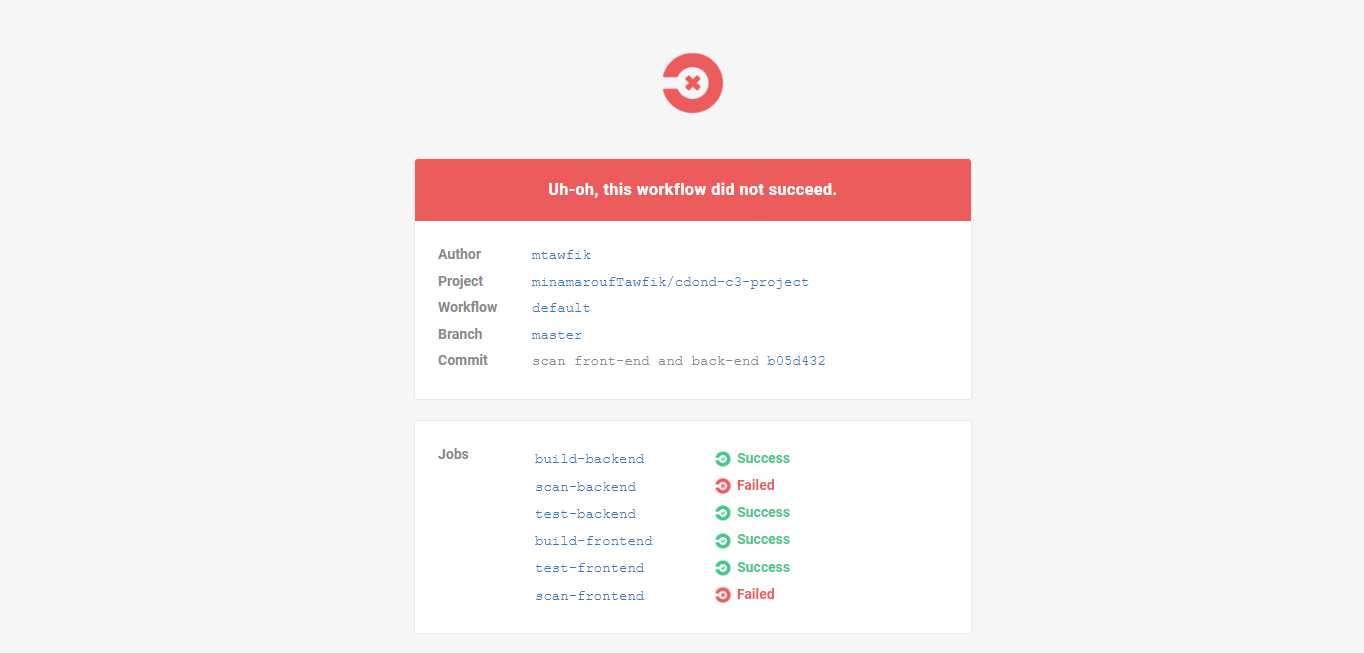 Uh-oh, this workflow did not succeed.
Author mtawfik
Project minamaroufTawfik/cdond-c3-project
Workflow default
Branch master
Commit scan front-end and back-end b05d432
Jobs build-backend Success
scan-backend Failed
test-backend Success
build-frontend Success
test-frontend Success
scan-frontend Failed